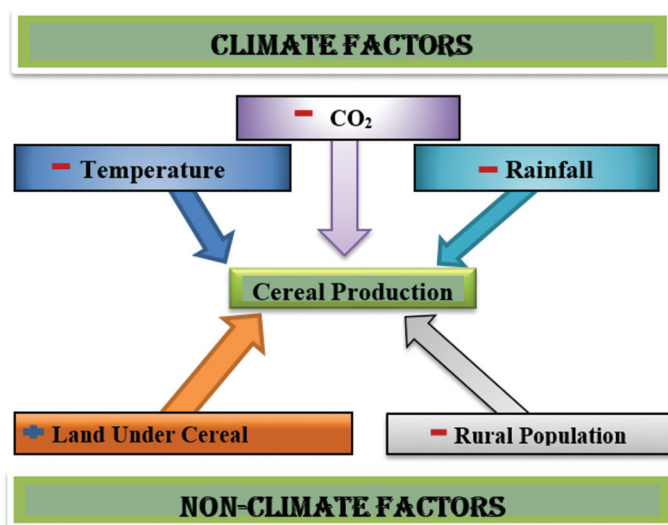 CLIMATE FACTORS
- CO₂
- Temperature
- Rainfall
Cereal Production
+ Land Under Cereal
- Rural Population
NON-CLIMATE FACTORS